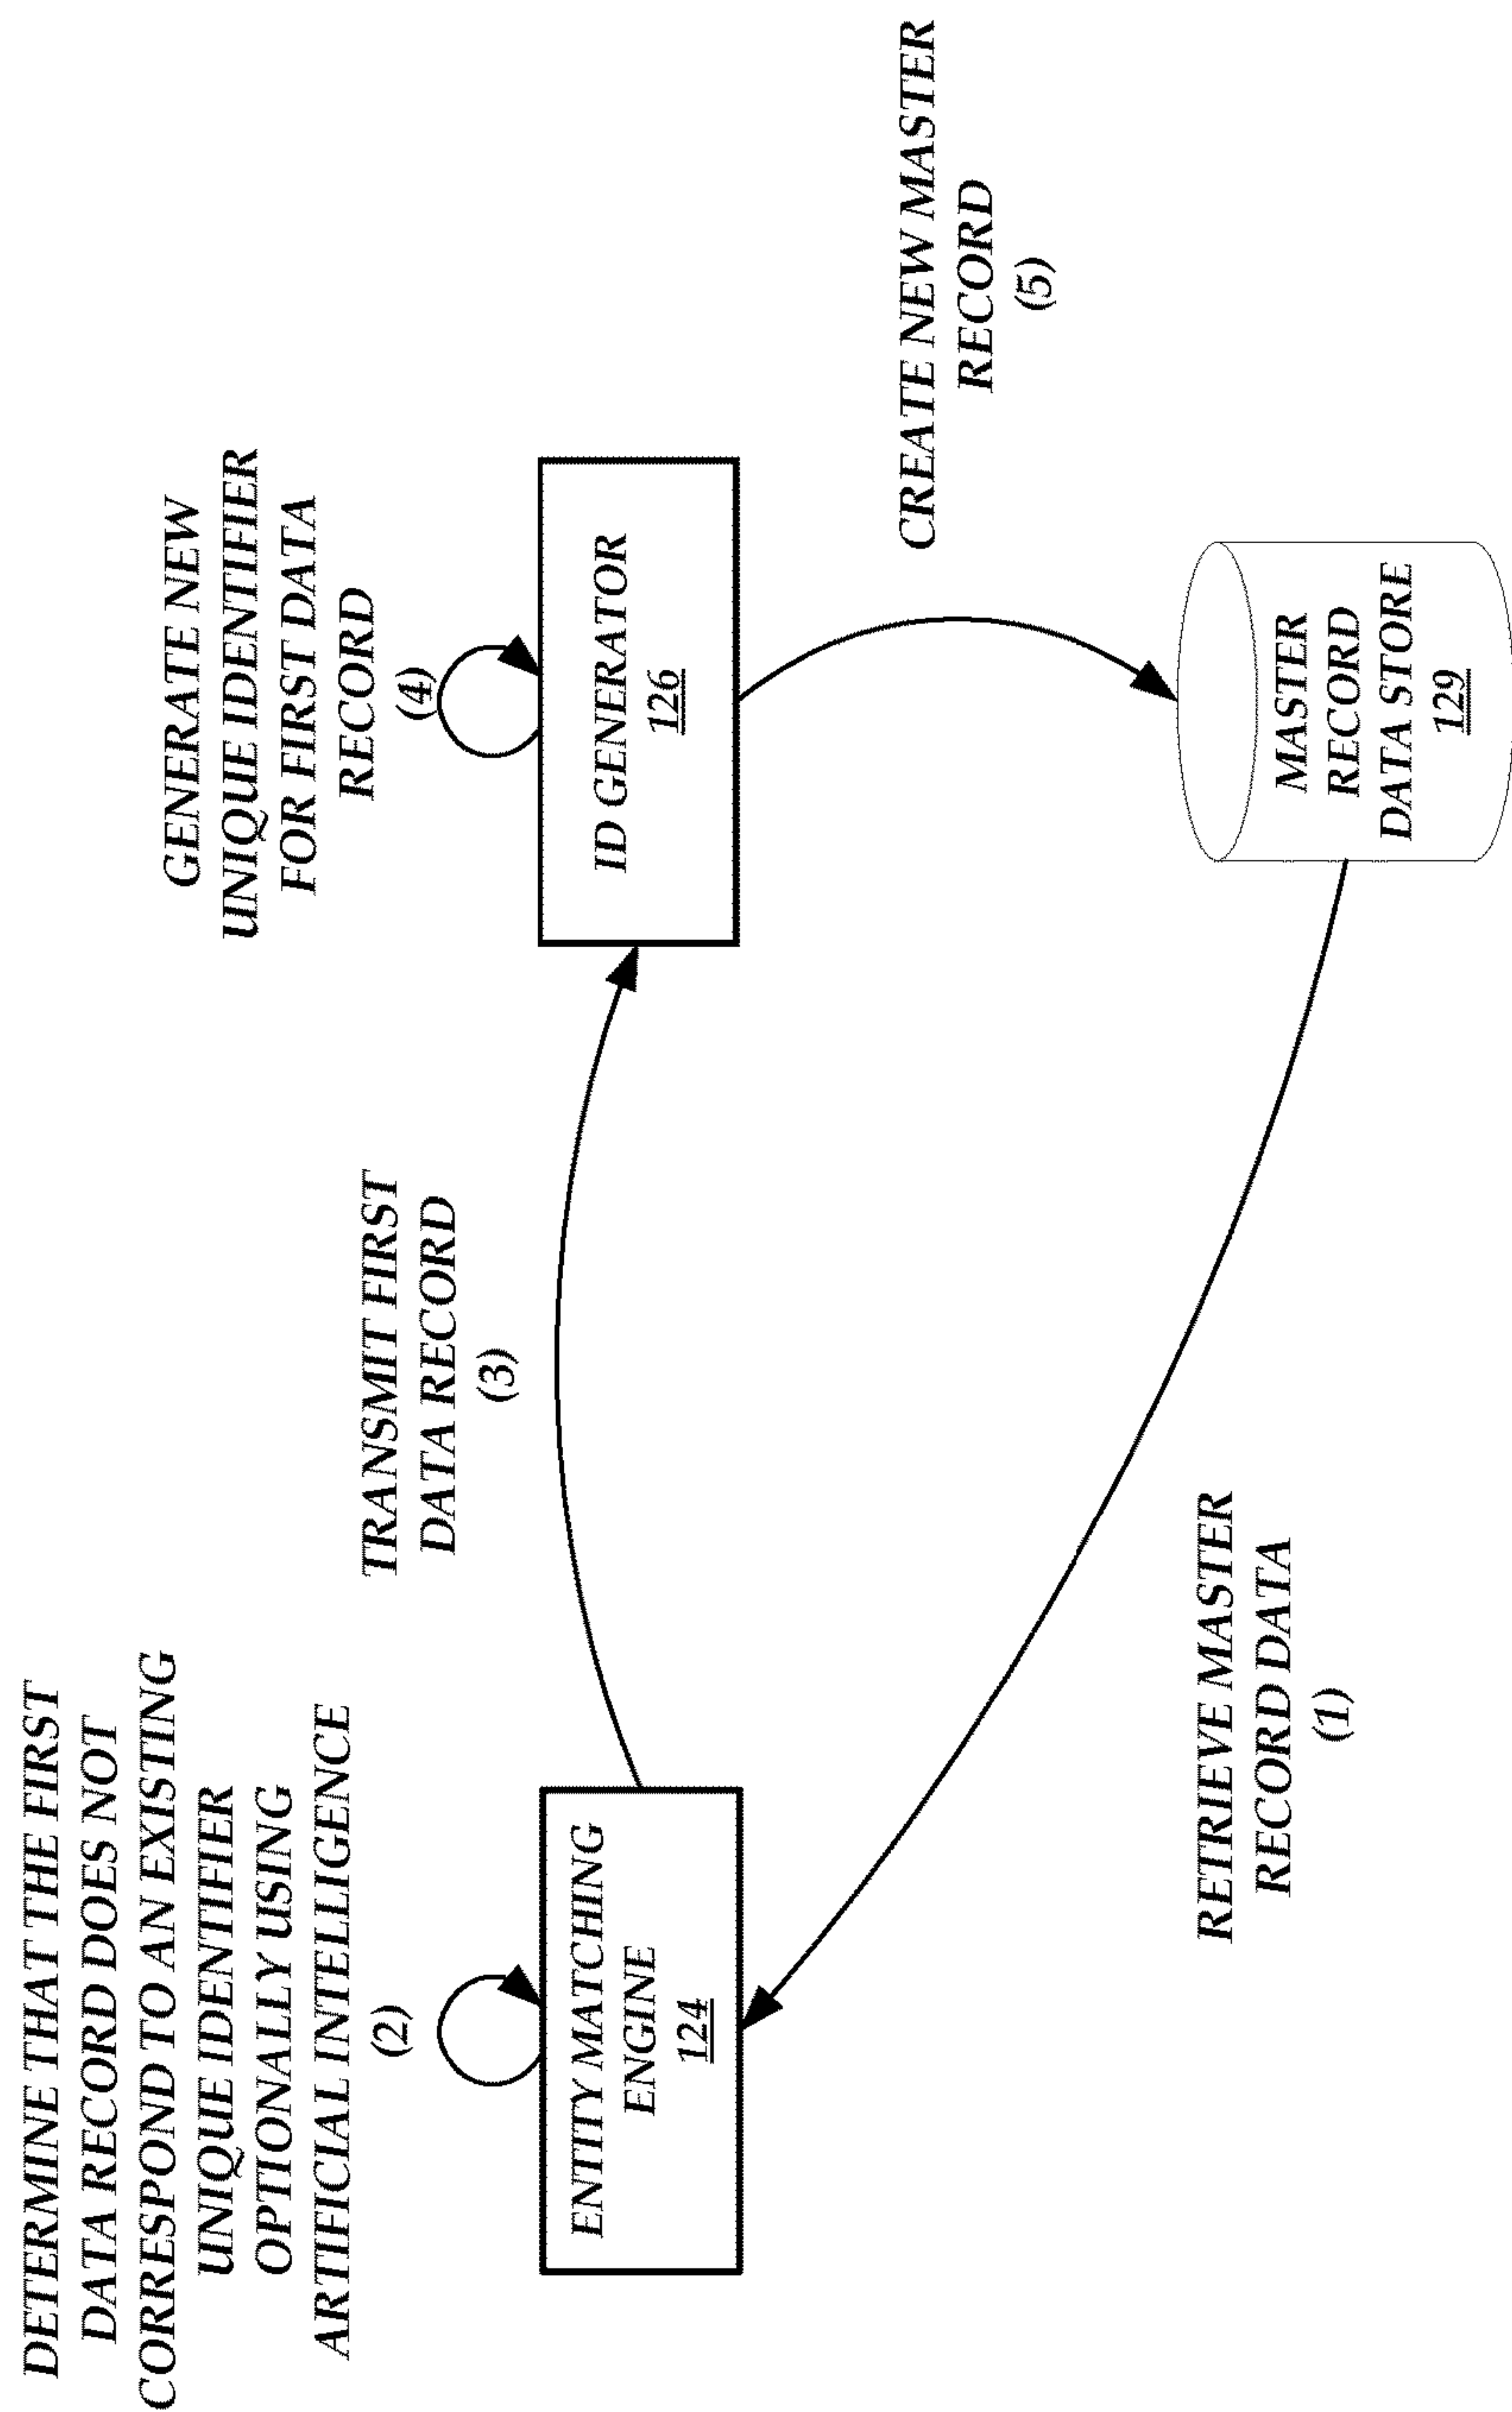 DETERMINE THAT THE FIRST
DATA RECORD DOES NOT
CORRESPOND TO AN EXISTING
UNIQUE IDENTIFIER
OPTIONALLY USING
ARTIFICIAL INTELLIGENCE
(2)
ENTITY MATCHING
ENGINE
124
TRANSMIT FIRST
DATA RECORD
(3)
GENERATE NEW
UNIQUE IDENTIFIER
FOR FIRST DATA
RECORD
(4)
ID GENERATOR
126
CREATE NEW MASTER
RECORD
(5)
RETRIEVE MASTER
RECORD DATA
(1)
MASTER
RECORD
DATA STORE
129